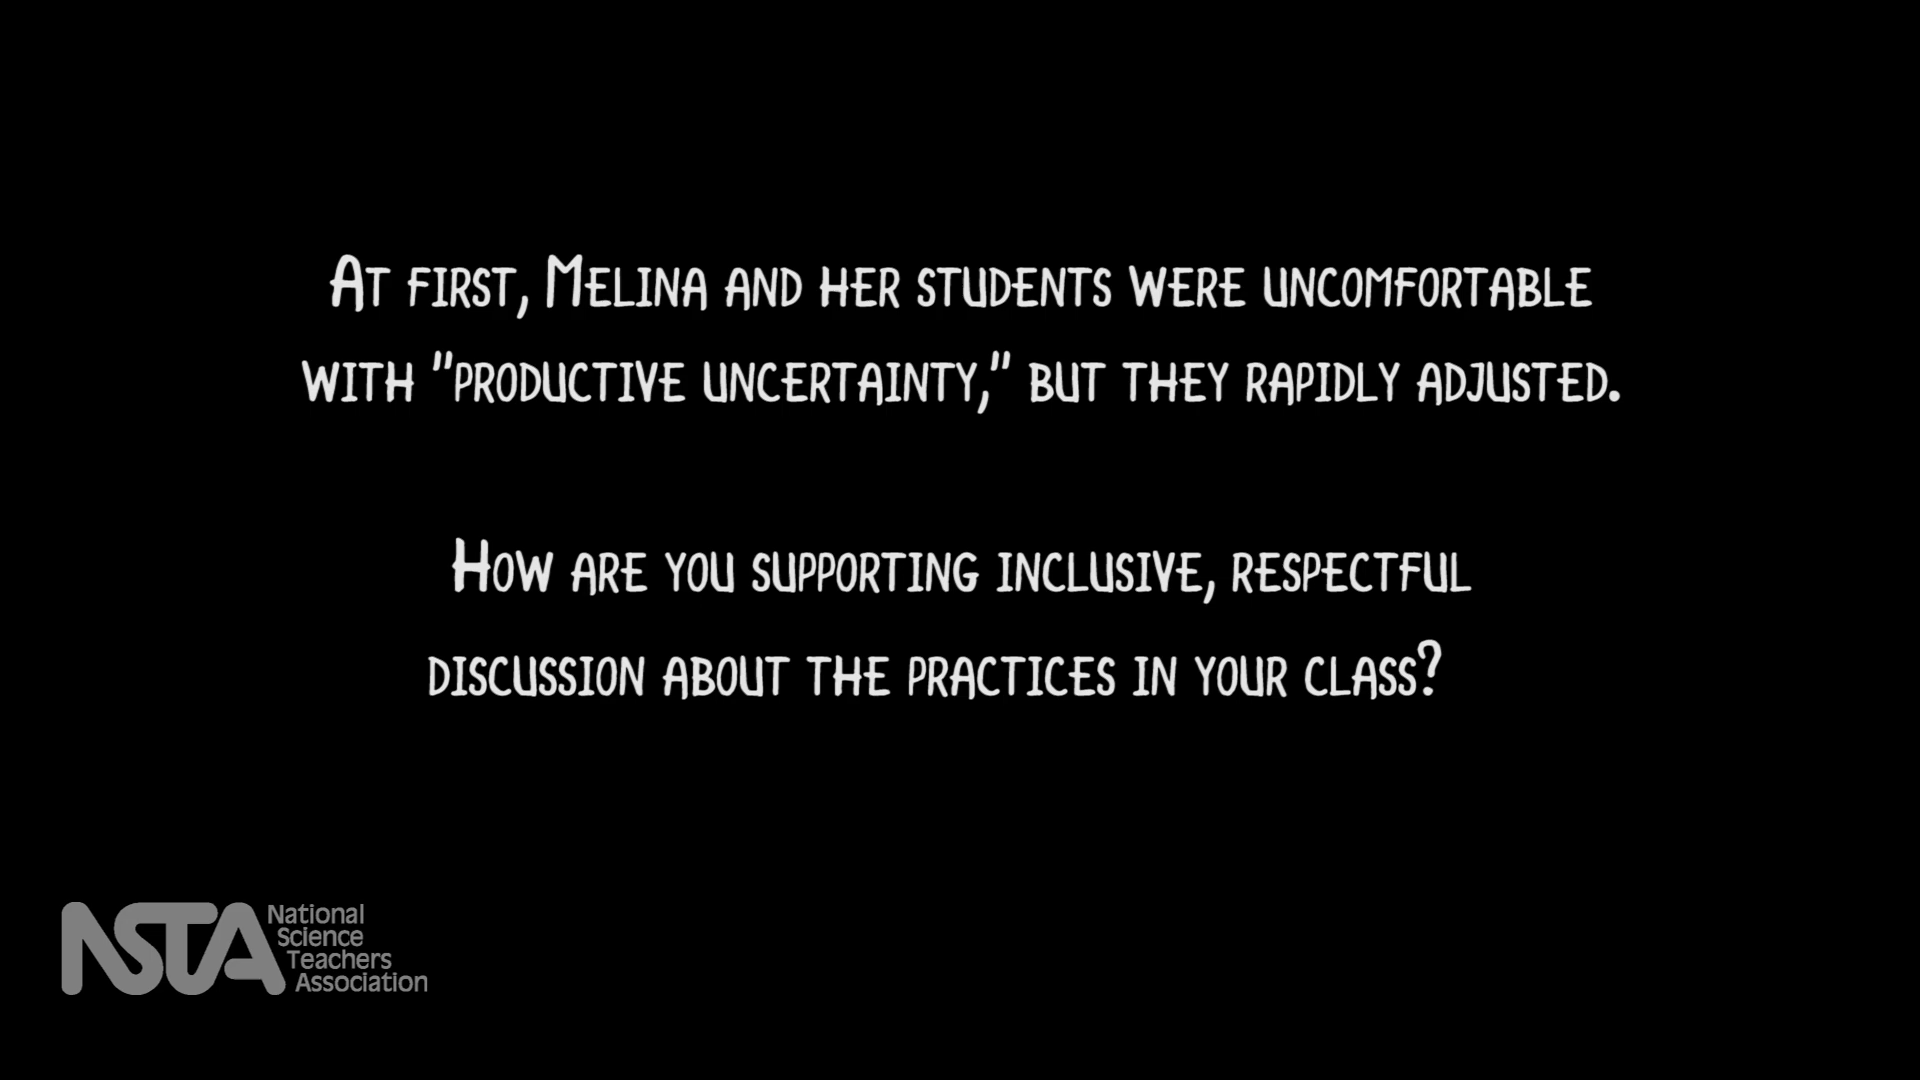 At first, Melina and her students were uncomfortable
with "productive uncertainty," but they rapidly adjusted.
How are you supporting inclusive, respectful
discussion about the practices in your class?
NSTA
National
Science
Teachers
Association